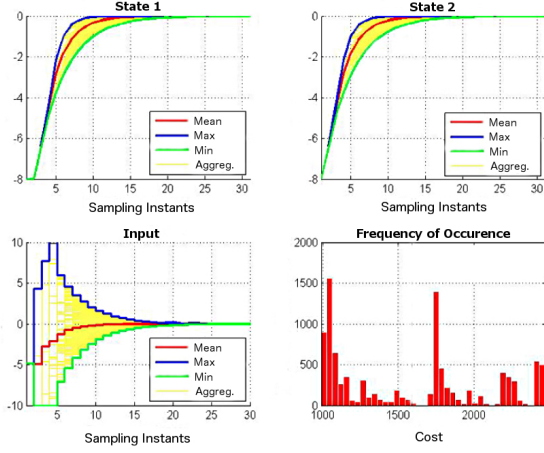 State 1
0
-2
-4
-6
-8
5 10 15 20 25 30
Sampling Instants
Mean
Max
Min
Aggreg.
State 2
0
-2
-4
-6
-8
5 10 15 20 25 30
Sampling Instants
Mean
Max
Min
Aggreg.
Input
10
5
0
-5
-10
5 10 15 20 25 30
Sampling Instants
Mean
Max
Min
Aggreg.
Frequency of Occurence
2000
1500
1000
500
0
1000 1500 2000
Cost